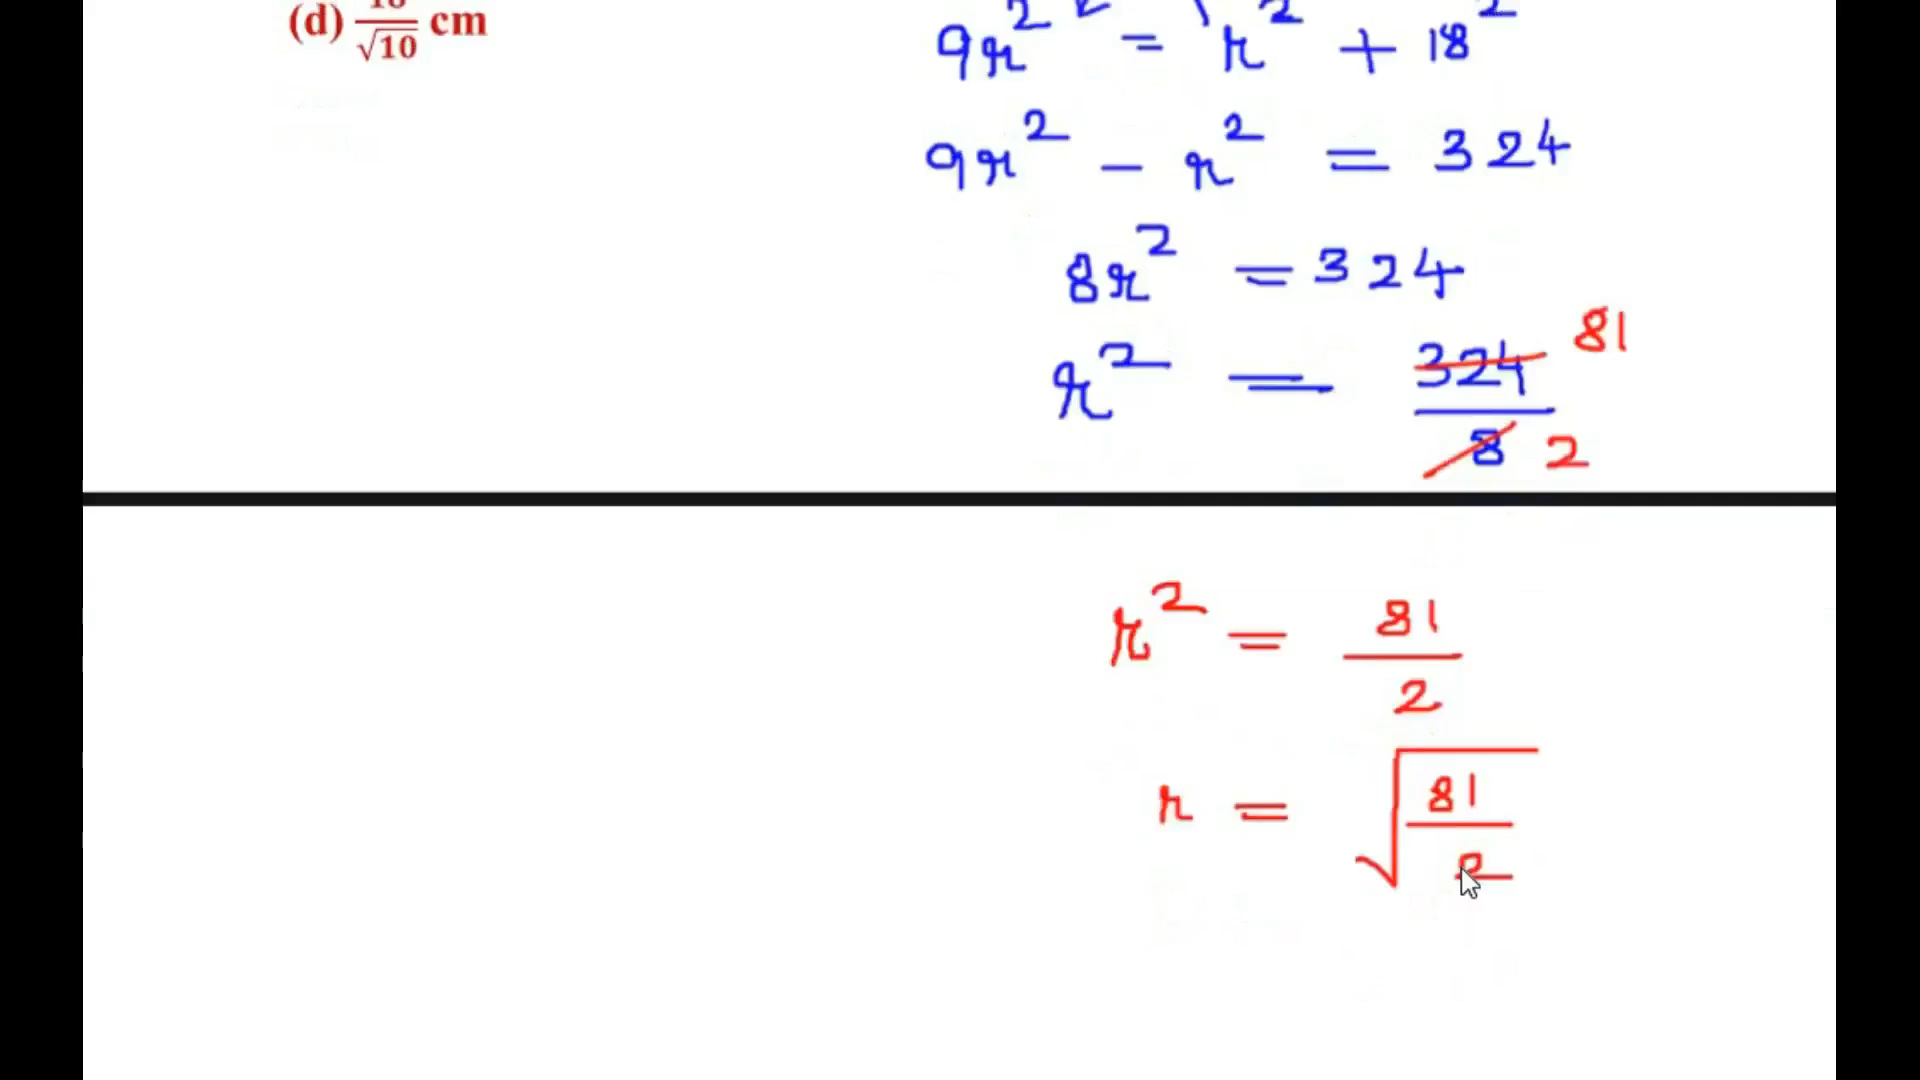 (d) 18/√10 cm
9r² = r² + 18²
9r² - r² = 324
8r² = 324
r² = 324/8 81 2
r² = 81/2
r = √81/2